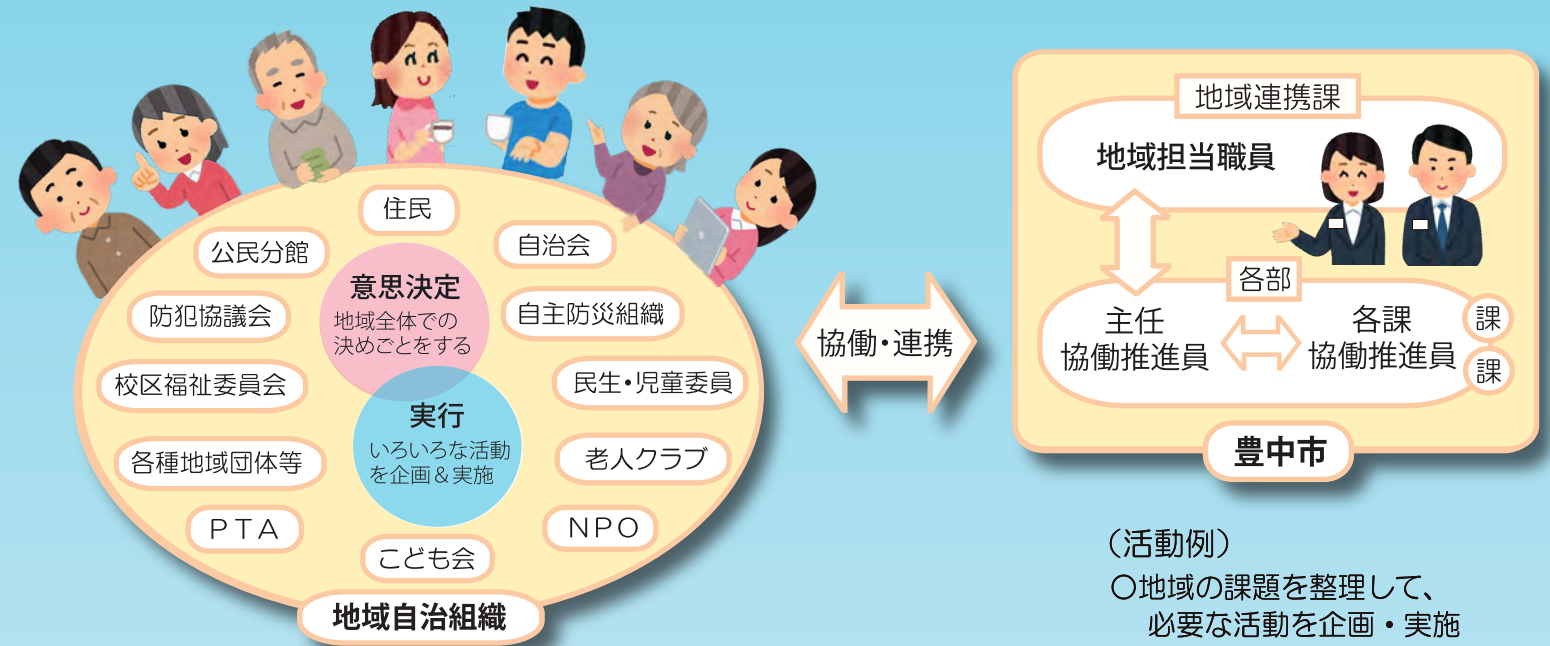 住民
公民分館
自治会
意思決定
地域全体での
決めごとをする
防犯協議会
自主防災組織
校区福祉委員会
民生・児童委員
実行
いろいろな活動
を企画＆実施
各種地域団体等
老人クラブ
ＰＴＡ
ＮＰＯ
こども会
地域自治組織
協働・連携
地域連携課
地域担当職員
各部
主任
協働推進員
各課
協働推進員
課
課
豊中市
（活動例）
〇地域の課題を整理して、
必要な活動を企画・実施